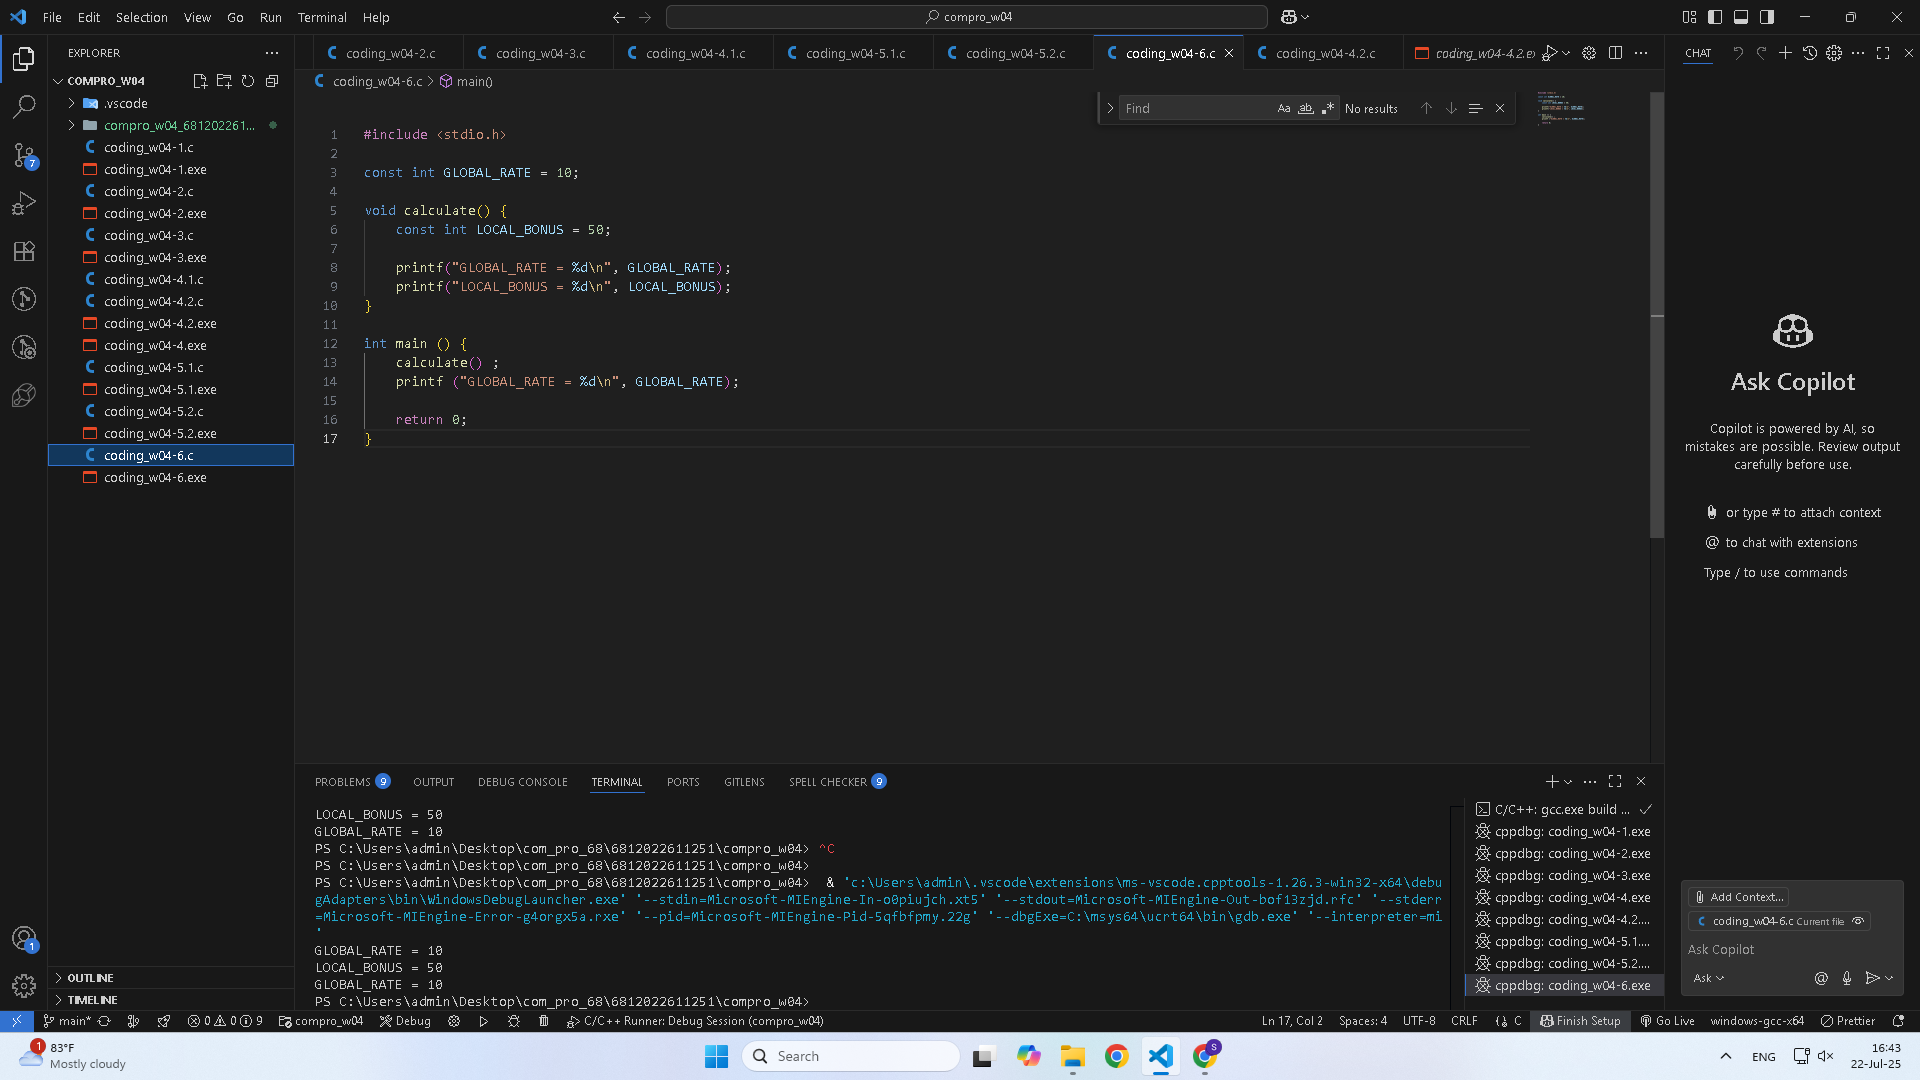 File Edit Selection View Go Run Terminal Help
compro_w04
EXPLORER
COMPRO_W04
.vscode
compro_w04_681202261...
coding_w04-1.c
coding_w04-1.exe
coding_w04-2.c
coding_w04-2.exe
coding_w04-3.c
coding_w04-3.exe
coding_w04-4.1.c
coding_w04-4.2.c
coding_w04-4.2.exe
coding_w04-4.exe
coding_w04-5.1.c
coding_w04-5.1.exe
coding_w04-5.2.c
coding_w04-5.2.exe
coding_w04-6.c
coding_w04-6.exe
7
1
OUTLINE
TIMELINE
coding_w04-2.c coding_w04-3.c coding_w04-4.1.c coding_w04-5.1.c coding_w04-5.2.c coding_w04-6.c coding_w04-4.2.c coding_w04-4.2.e
coding_w04-6.c > main()
Find Aa ab No results
1 #include <stdio.h>
2
3 const int GLOBAL_RATE = 10;
4
5 void calculate() {
6 const int LOCAL_BONUS = 50;
7
8 printf("GLOBAL_RATE = %d\n", GLOBAL_RATE);
9 printf("LOCAL_BONUS = %d\n", LOCAL_BONUS);
10 }
11
12 int main () {
13 calculate() ;
14 printf ("GLOBAL_RATE = %d\n", GLOBAL_RATE);
15
16 return 0;
17 }
PROBLEMS 9 OUTPUT DEBUG CONSOLE TERMINAL PORTS GITLENS SPELL CHECKER 9
LOCAL_BONUS = 50
GLOBAL_RATE = 10
PS C:\Users\admin\Desktop\com_pro_68\6812022611251\compro_w04> ^C
PS C:\Users\admin\Desktop\com_pro_68\6812022611251\compro_w04>
PS C:\Users\admin\Desktop\com_pro_68\6812022611251\compro_w04> & 'c:\Users\admin\.vscode\extensions\ms-vscode.cpptools-1.26.3-win32-x64\debu
gAdapters\bin\WindowsDebugLauncher.exe' '--stdin=Microsoft-MIEngine-In-o0piujch.xt5' '--stdout=Microsoft-MIEngine-Out-bof13zjd.rfc' '--stderr
=Microsoft-MIEngine-Error-g4orgx5a.rxe' '--pid=Microsoft-MIEngine-Pid-5qfbfpmy.22g' '--dbgExe=C:\msys64\ucrt64\bin\gdb.exe' '--interpreter=mi
'
GLOBAL_RATE = 10
LOCAL_BONUS = 50
GLOBAL_RATE = 10
PS C:\Users\admin\Desktop\com_pro_68\6812022611251\compro_w04>
C/C++: gcc.exe build ...
cppdbg: coding_w04-1.exe
cppdbg: coding_w04-2.exe
cppdbg: coding_w04-3.exe
cppdbg: coding_w04-4.exe
cppdbg: coding_w04-4.2....
cppdbg: coding_w04-5.1....
cppdbg: coding_w04-5.2....
cppdbg: coding_w04-6.exe
CHAT
Ask Copilot
Copilot is powered by AI, so
mistakes are possible. Review output
carefully before use.
or type # to attach context
@ to chat with extensions
Type / to use commands
Add Context...
coding_w04-6.c Current file
Ask Copilot
Ask
main* 0 0 9 compro_w04 Debug C/C++ Runner: Debug Session (compro_w04) Ln 17, Col 2 Spaces: 4 UTF-8 CRLF {} C Finish Setup Go Live windows-gcc-x64 Prettier
1
83°F
Mostly cloudy
Search
S
ENG
16:43
22-Jul-25